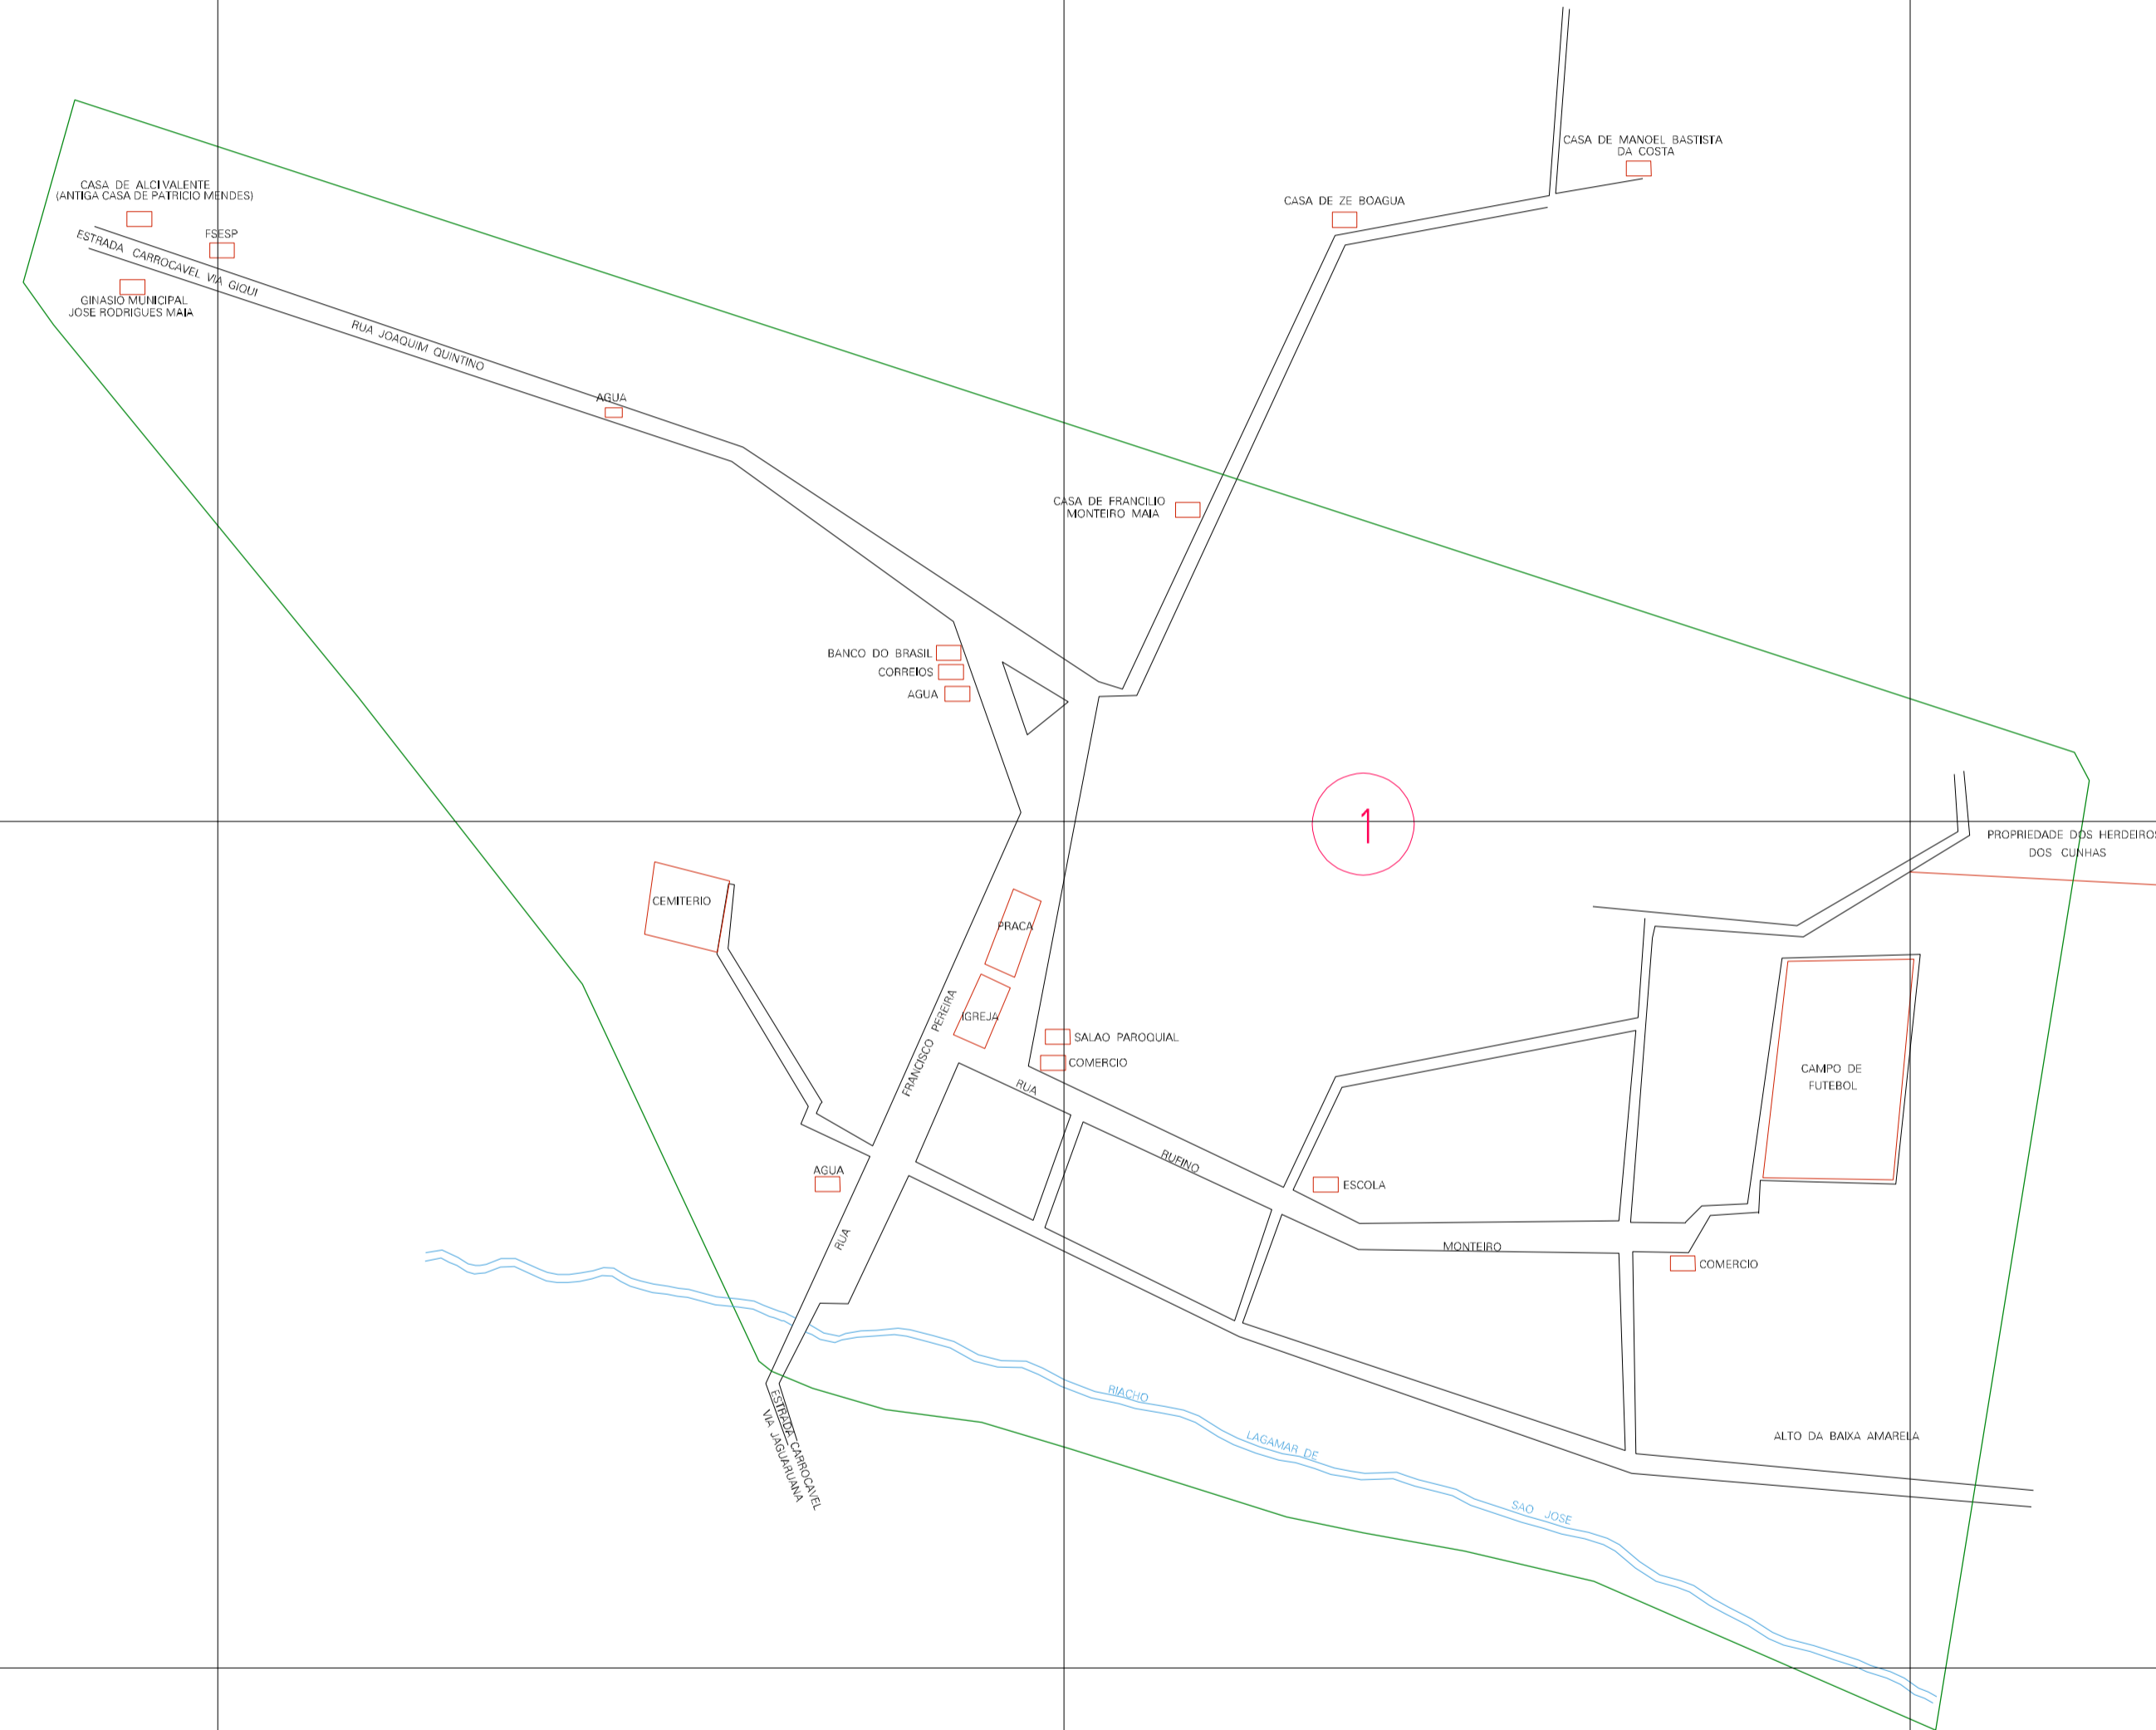 CASA DE MANOEL BASTISTA
DA COSTA
CASA DE ALCIVALENTE
(ANTIGA CASA DE PATRICIO MENDES)
CASA DE ZE BOAGUA
FSESP
ESTRADA CARROCAVEL VIA GIQUI
GINASIO MUNICIPAL
JOSE RODRIGUES MAIA
RUA JOAQUIM QUINTINO
AGUA
CASA DE FRANCILIO
MONTEIRO MAIA
BANCO DO BRASIL
CORREIOS
AGUA
1
PROPRIEDADE DOS HERDEIROS
DOS CUNHAS
CEMITERIO
PRACA
IGREJA
RUA FRANCISCO PEREIRA
SALAO PAROQUIAL
COMERCIO
CAMPO DE
FUTEBOL
RUA RUFINO MONTEIRO
AGUA
ESCOLA
COMERCIO
RIACHO LAGAMAR DE SAO JOSE
ALTO DA BAIXA AMARELA
ESTRADA CARROCAVEL
VIA JAGUARUANA